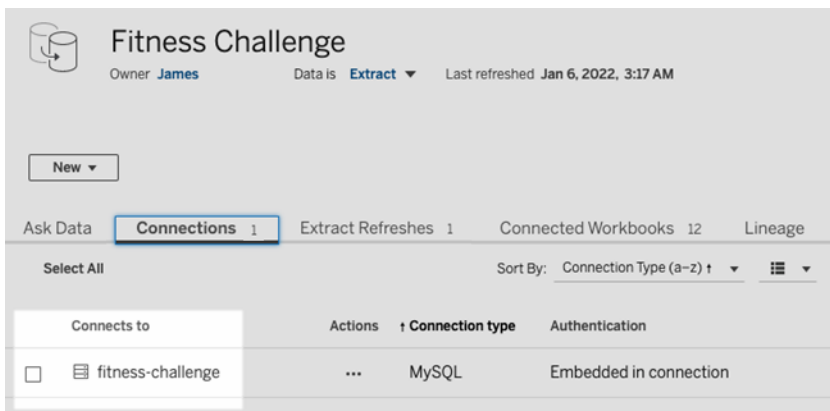 Fitness Challenge
Owner James Data is Extract Last refreshed Jan 6, 2022, 3:17 AM
New
Ask Data Connections 1 Extract Refreshes 1 Connected Workbooks 12 Lineage
Select All Sort By: Connection Type (a–z) ↑
Connects to Actions ↑ Connection type Authentication
fitness-challenge ··· MySQL Embedded in connection